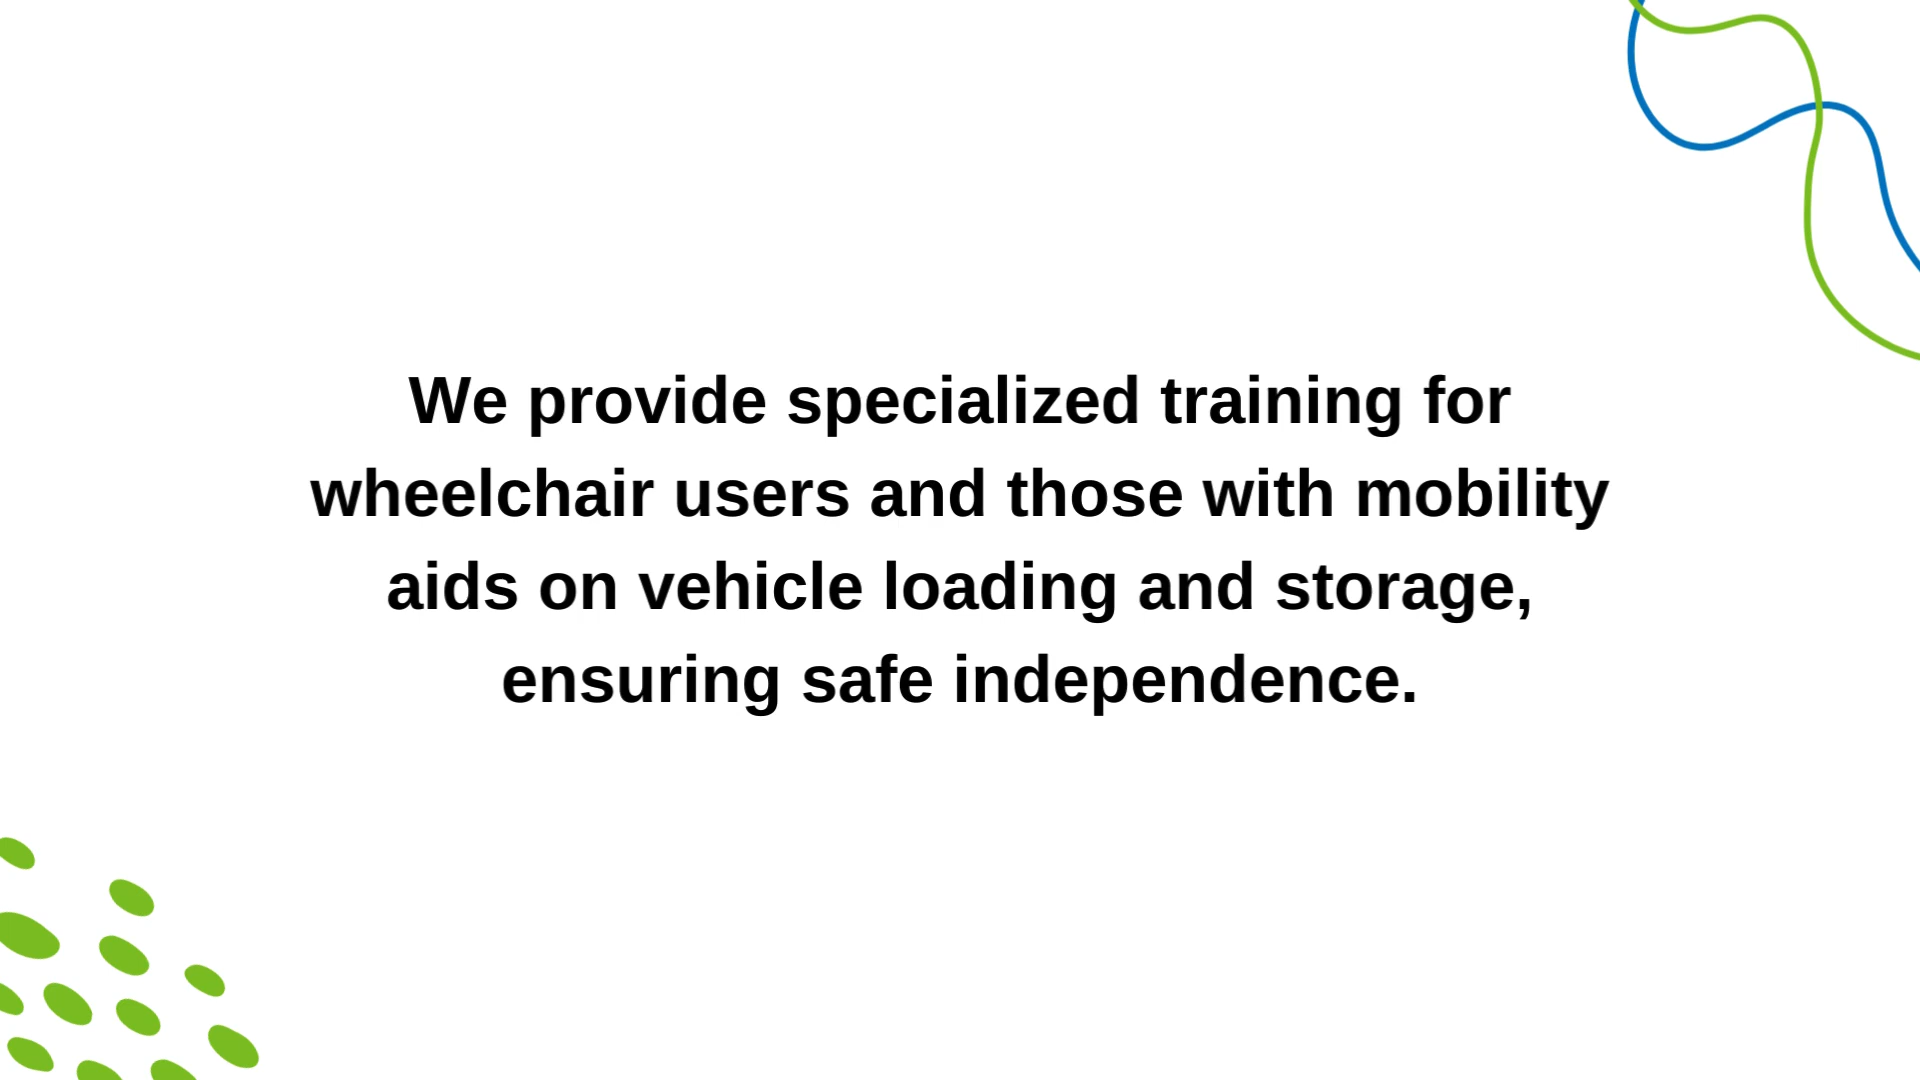 We provide specialized training for
wheelchair users and those with mobility
aids on vehicle loading and storage,
ensuring safe independence.